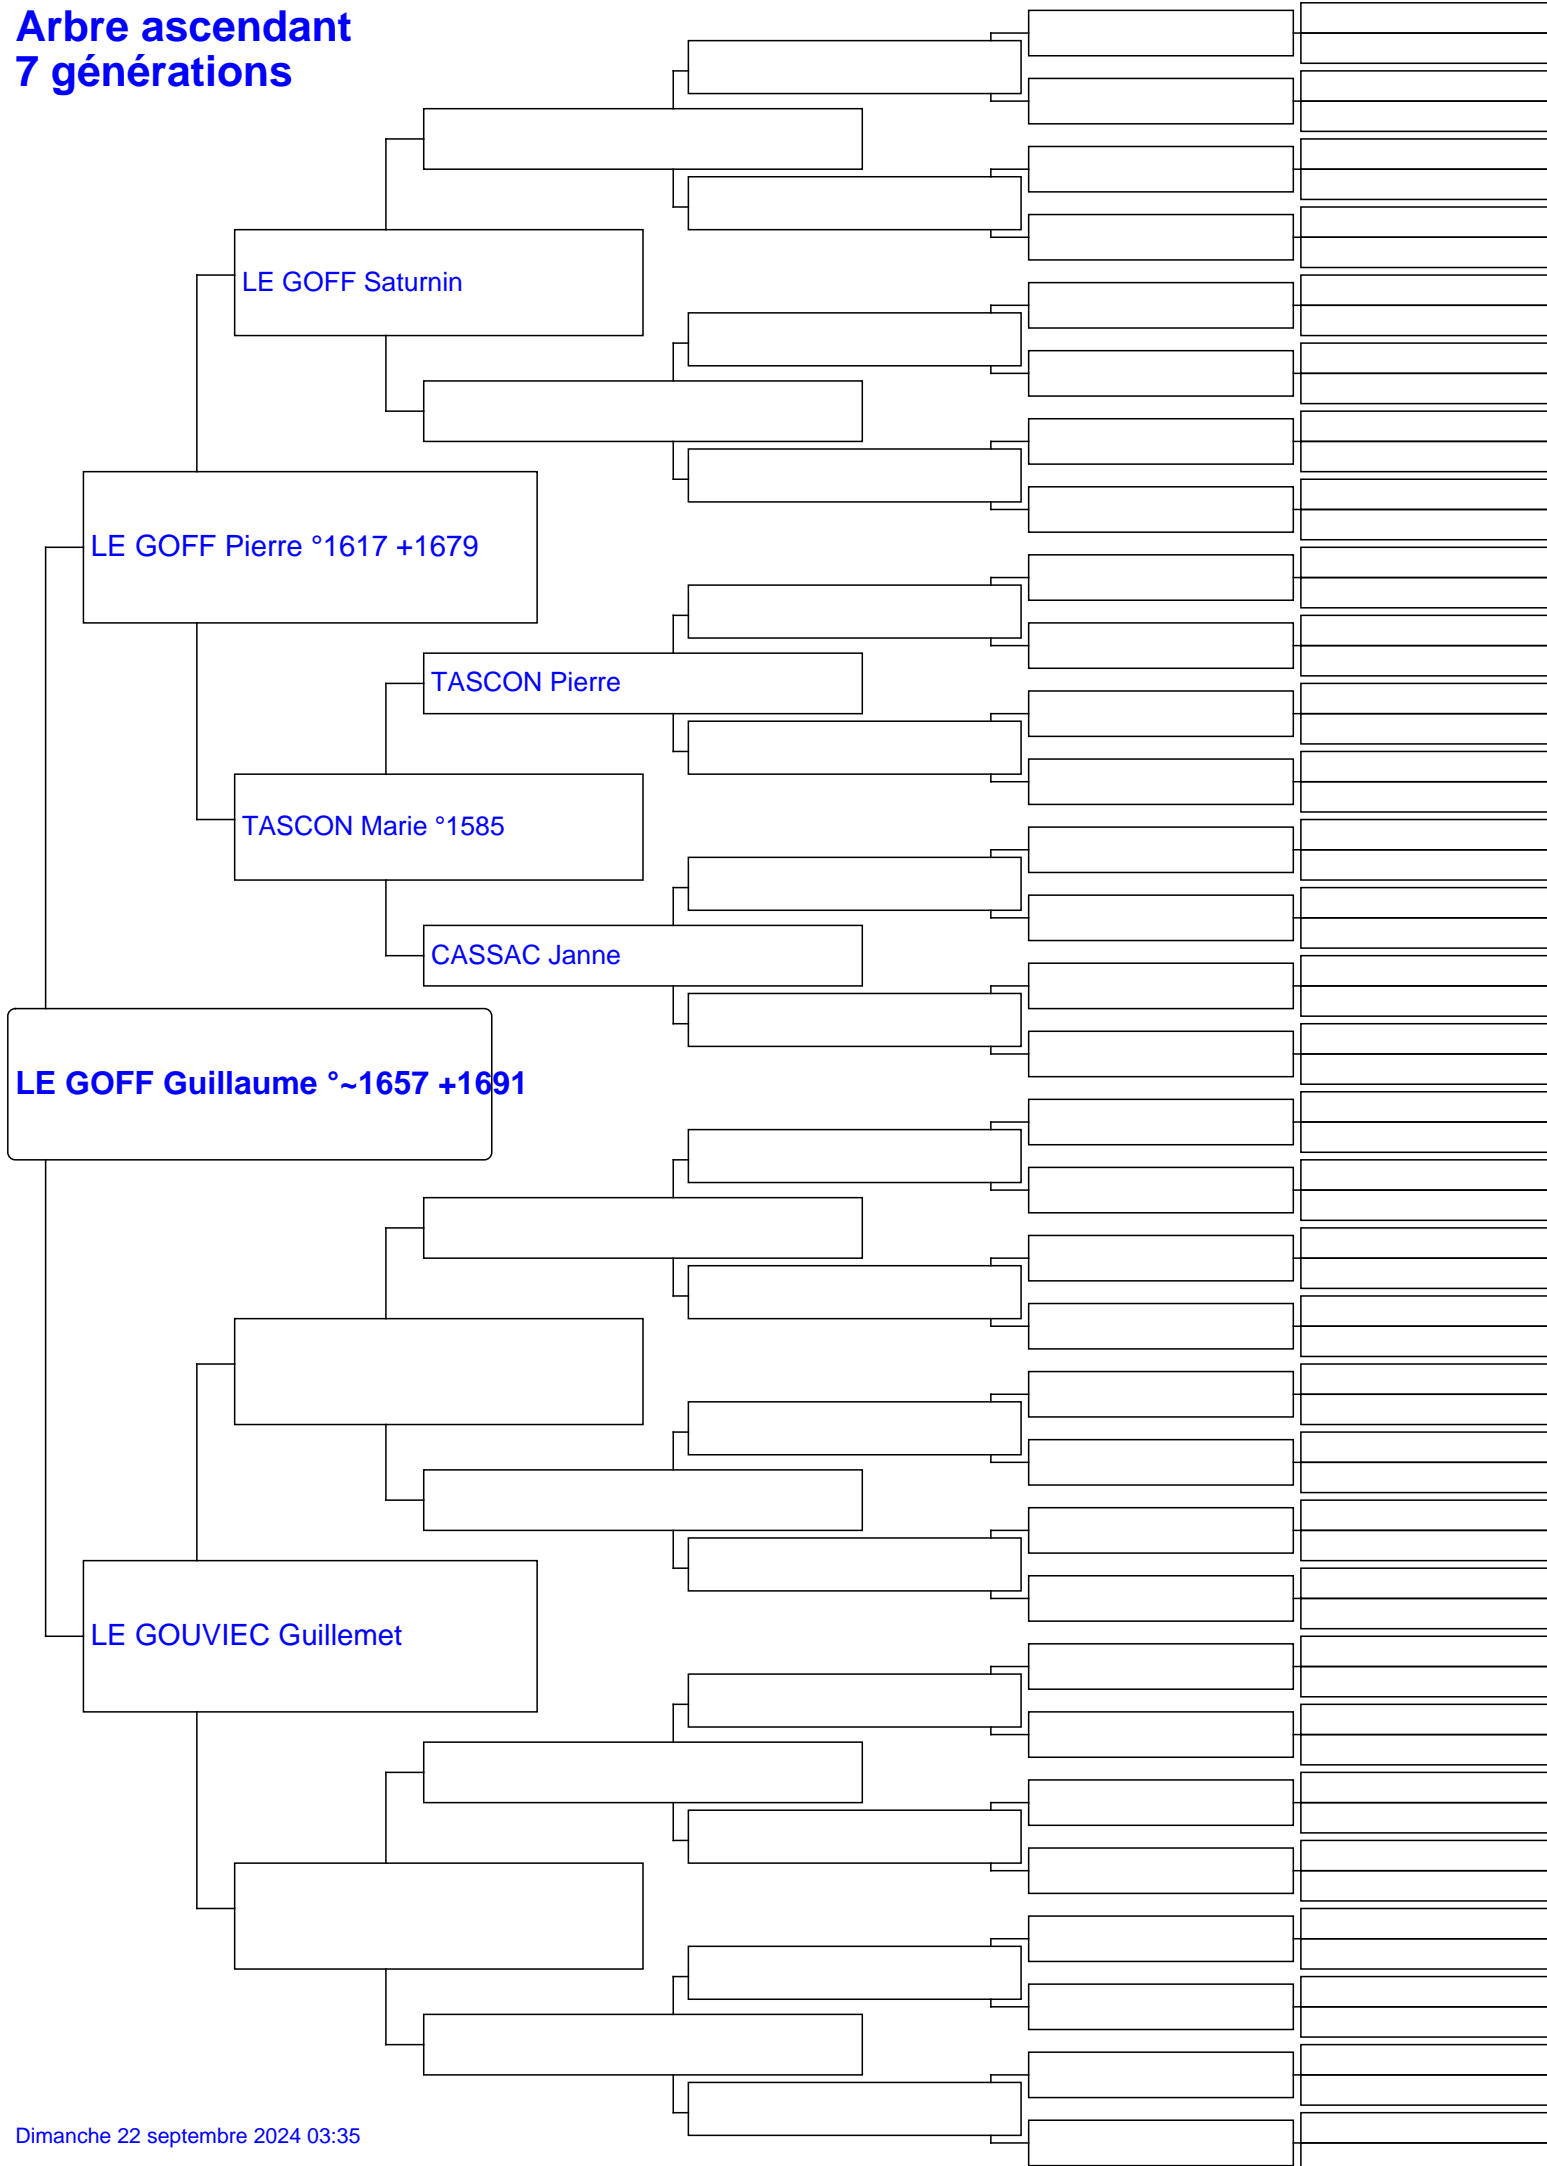 Arbre ascendant
7 générations
LE GOFF Saturnin
LE GOFF Pierre °1617 +1679
TASCON Pierre
TASCON Marie °1585
CASSAC Janne
LE GOFF Guillaume °~1657 +1691
LE GOUVIEC Guillemet
Dimanche 22 septembre 2024 03:35